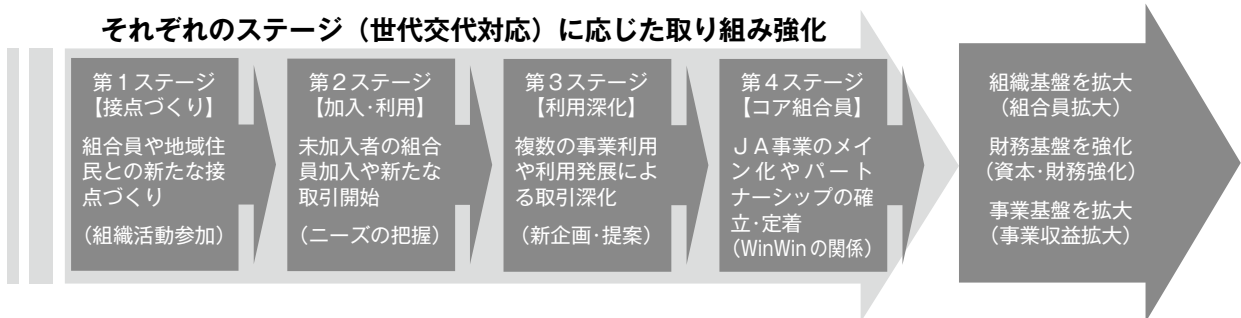 それぞれのステージ（世代交代対応）に応じた取り組み強化
第１ステージ
【接点づくり】
組合員や地域住
民との新たな接
点づくり
（組織活動参加）
第２ステージ
【加入･利用】
未加入者の組合
員加入や新たな
取引開始
（ニーズの把握）
第３ステージ
【利用深化】
複数の事業利用
や利用発展によ
る取引深化
（新企画･提案）
第４ステージ
【コア組合員】
ＪＡ事業のメイ
ン化やパート
ナーシップの確
立･定着
（WinWinの関係）
組織基盤を拡大
（組合員拡大）
財務基盤を強化
（資本･財務強化）
事業基盤を拡大
（事業収益拡大）